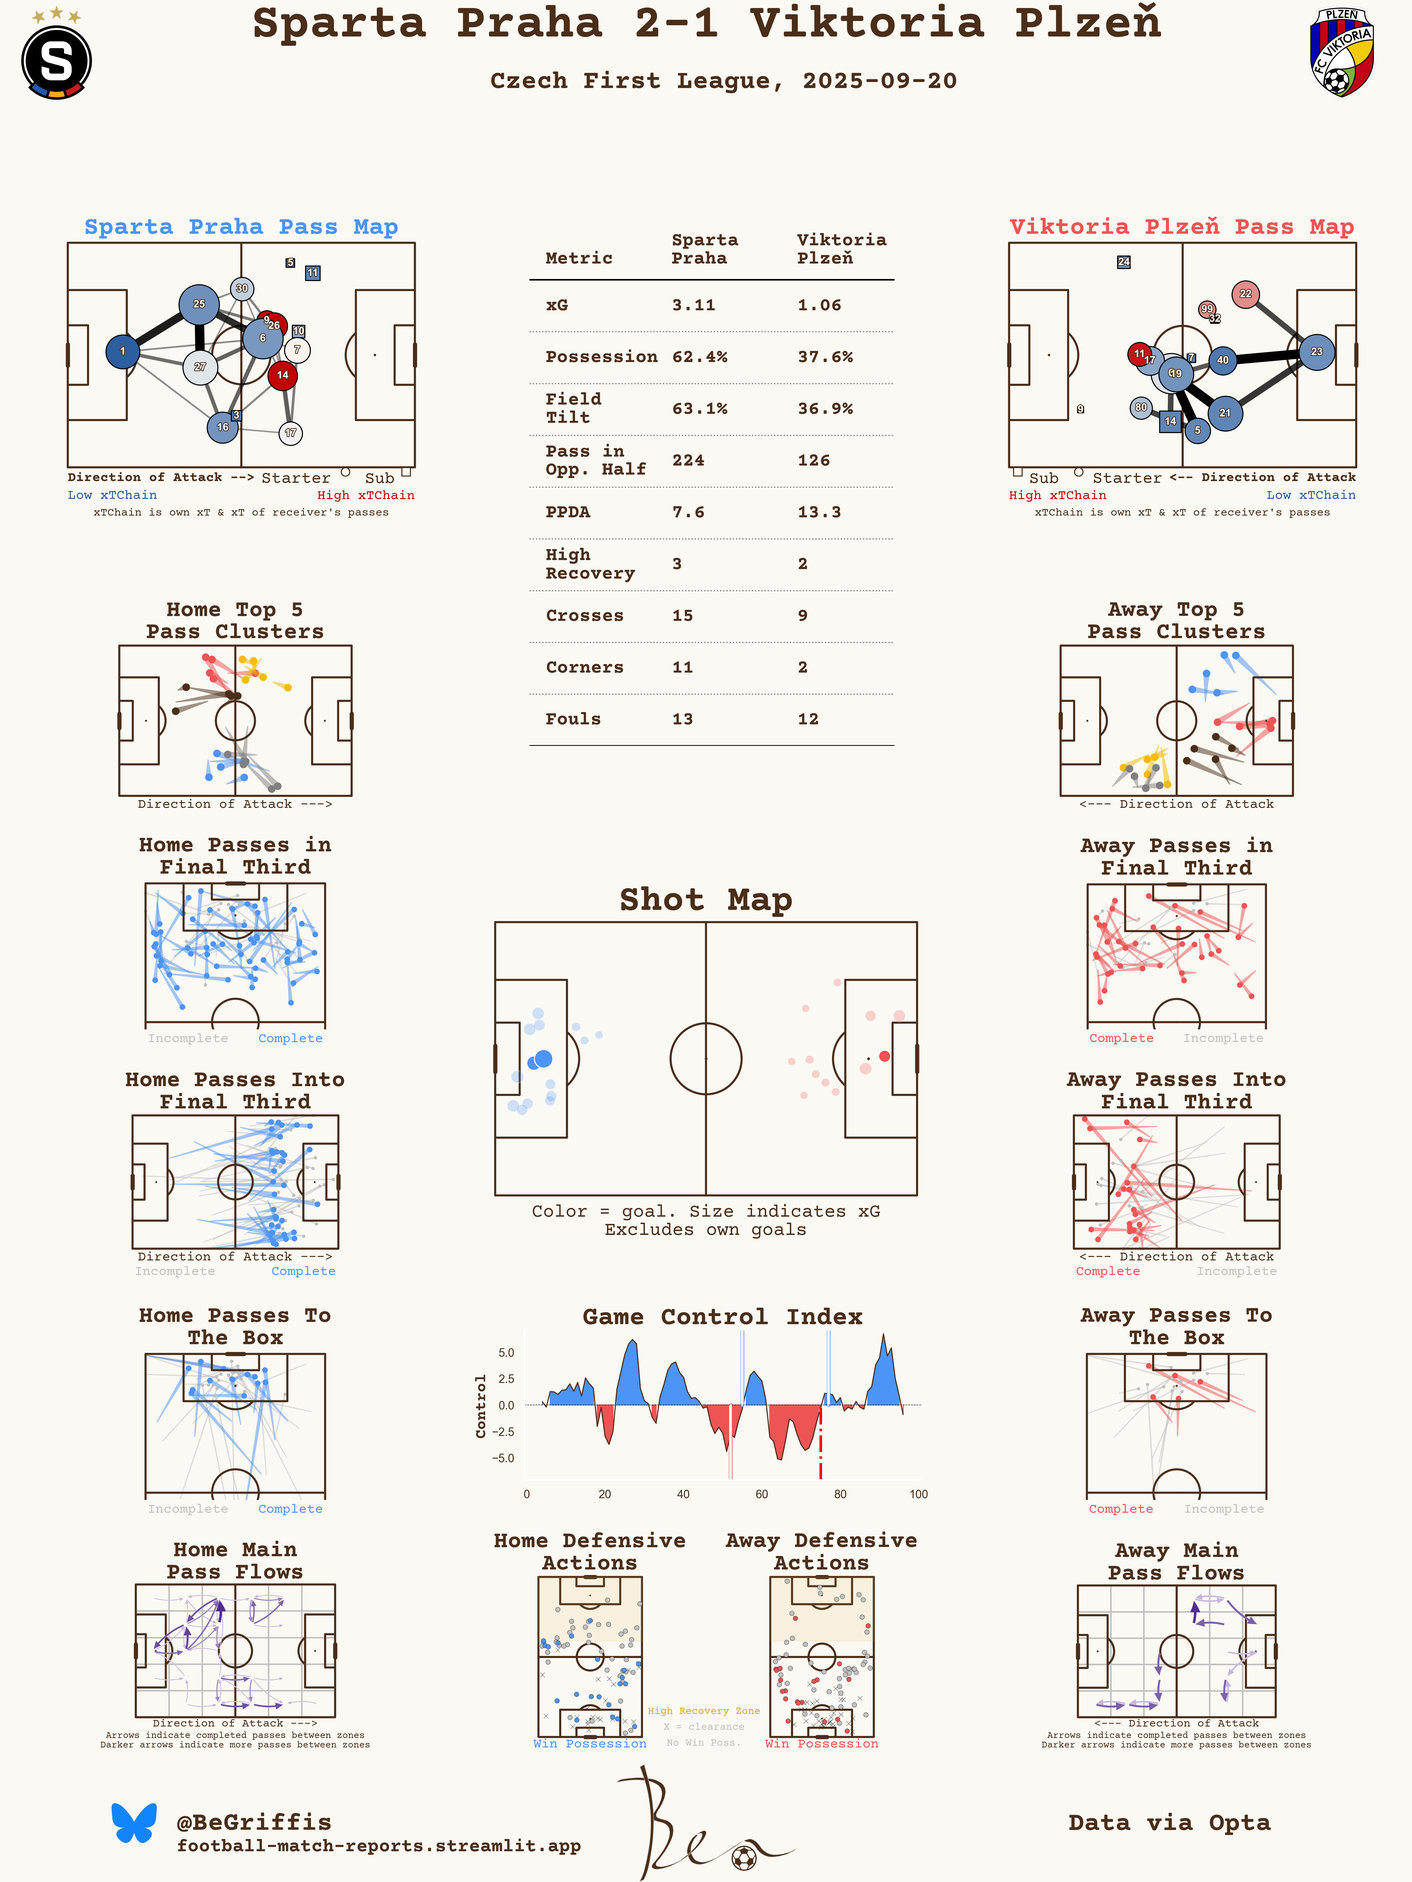 Sparta Praha 2-1 Viktoria Plzeň
Czech First League, 2025-09-20
S
PLZEŇ
FC VIKTORIA
Sparta Praha Pass Map
5
11
30
25
9
26
10
6
1
7
27
14
3
16
17
Direction of Attack --> Starter Sub
Low xTChain High xTChain
xTChain is own xT & xT of receiver's passes
Metric Sparta Praha Viktoria Plzeň
xG 3.11 1.06
Possession 62.4% 37.6%
Field Tilt 63.1% 36.9%
Pass in Opp. Half 224 126
PPDA 7.6 13.3
High Recovery 3 2
Crosses 15 9
Corners 11 2
Fouls 13 12
Viktoria Plzeň Pass Map
24
22
99
32
11
17
7
40
23
19
80
9
14
5
21
Sub Starter <-- Direction of Attack
High xTChain Low xTChain
xTChain is own xT & xT of receiver's passes
Home Top 5
Pass Clusters
Direction of Attack --->
Away Top 5
Pass Clusters
<--- Direction of Attack
Home Passes in
Final Third
Incomplete Complete
Away Passes in
Final Third
Complete Incomplete
Shot Map
Color = goal. Size indicates xG
Excludes own goals
Home Passes Into
Final Third
Direction of Attack --->
Incomplete Complete
Away Passes Into
Final Third
<--- Direction of Attack
Complete Incomplete
Home Passes To
The Box
Incomplete Complete
Game Control Index
Control
5.0
2.5
0.0
−2.5
−5.0
0 20 40 60 80 100
Away Passes To
The Box
Complete Incomplete
Home Main
Pass Flows
Direction of Attack --->
Arrows indicate completed passes between zones
Darker arrows indicate more passes between zones
Home Defensive
Actions
Win Possession
High Recovery Zone
X = clearance
No Win Poss.
Away Defensive
Actions
Win Possession
Away Main
Pass Flows
<--- Direction of Attack
Arrows indicate completed passes between zones
Darker arrows indicate more passes between zones
@BeGriffis
football-match-reports.streamlit.app
Ben
Data via Opta